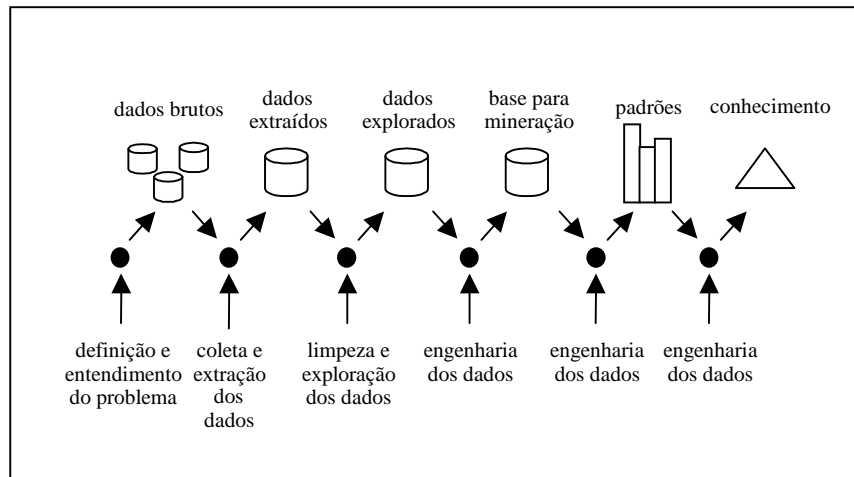 dados brutos
dados
extraídos
dados
explorados
base para
mineração
padrões
conhecimento
definição e
entendimento
do problema
coleta e
extração
dos
dados
limpeza e
exploração
dos dados
engenharia
dos dados
engenharia
dos dados
engenharia
dos dados